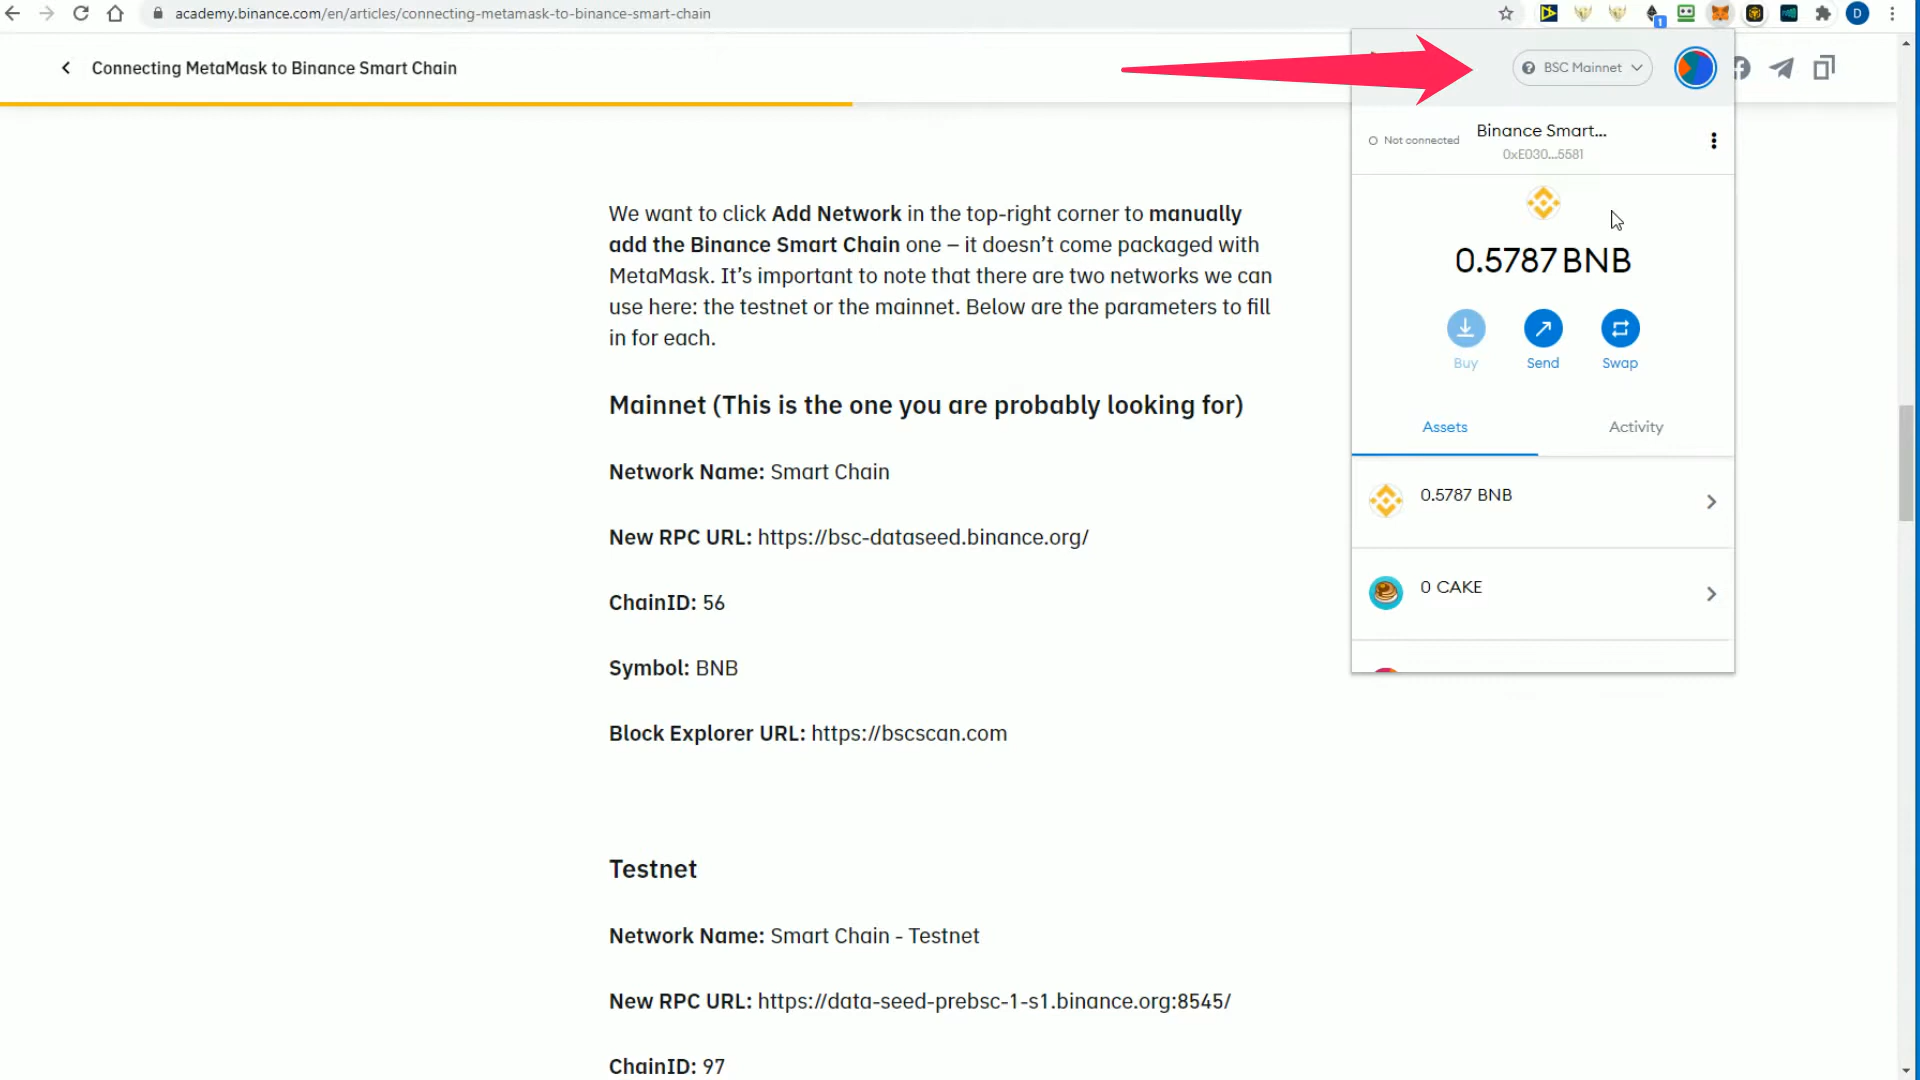 academy.binance.com/en/articles/connecting-metamask-to-binance-smart-chain
1
D
Connecting MetaMask to Binance Smart Chain
BSC Mainnet
Not connected
Binance Smart...
0xE030...5581
0.5787 BNB
Buy
Send
Swap
Assets
Activity
0.5787 BNB
0 CAKE
We want to click Add Network in the top-right corner to manually
add the Binance Smart Chain one – it doesn't come packaged with
MetaMask. It's important to note that there are two networks we can
use here: the testnet or the mainnet. Below are the parameters to fill
in for each.
Mainnet (This is the one you are probably looking for)
Network Name: Smart Chain
New RPC URL: https://bsc-dataseed.binance.org/
ChainID: 56
Symbol: BNB
Block Explorer URL: https://bscscan.com
Testnet
Network Name: Smart Chain - Testnet
New RPC URL: https://data-seed-prebsc-1-s1.binance.org:8545/
ChainID: 97